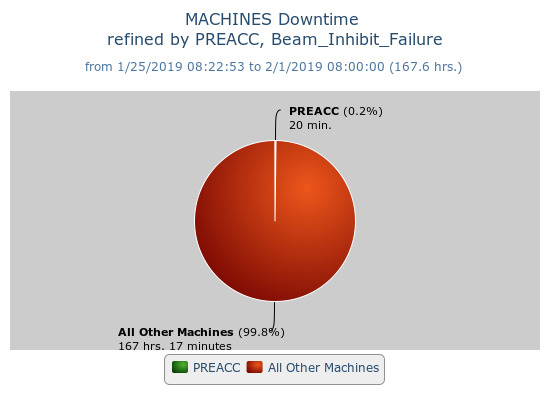 MACHINES Downtime
refined by PREACC, Beam_Inhibit_Failure
from 1/25/2019 08:22:53 to 2/1/2019 08:00:00 (167.6 hrs.)
PREACC (0.2%)
20 min.
All Other Machines (99.8%)
167 hrs. 17 minutes
PREACC All Other Machines